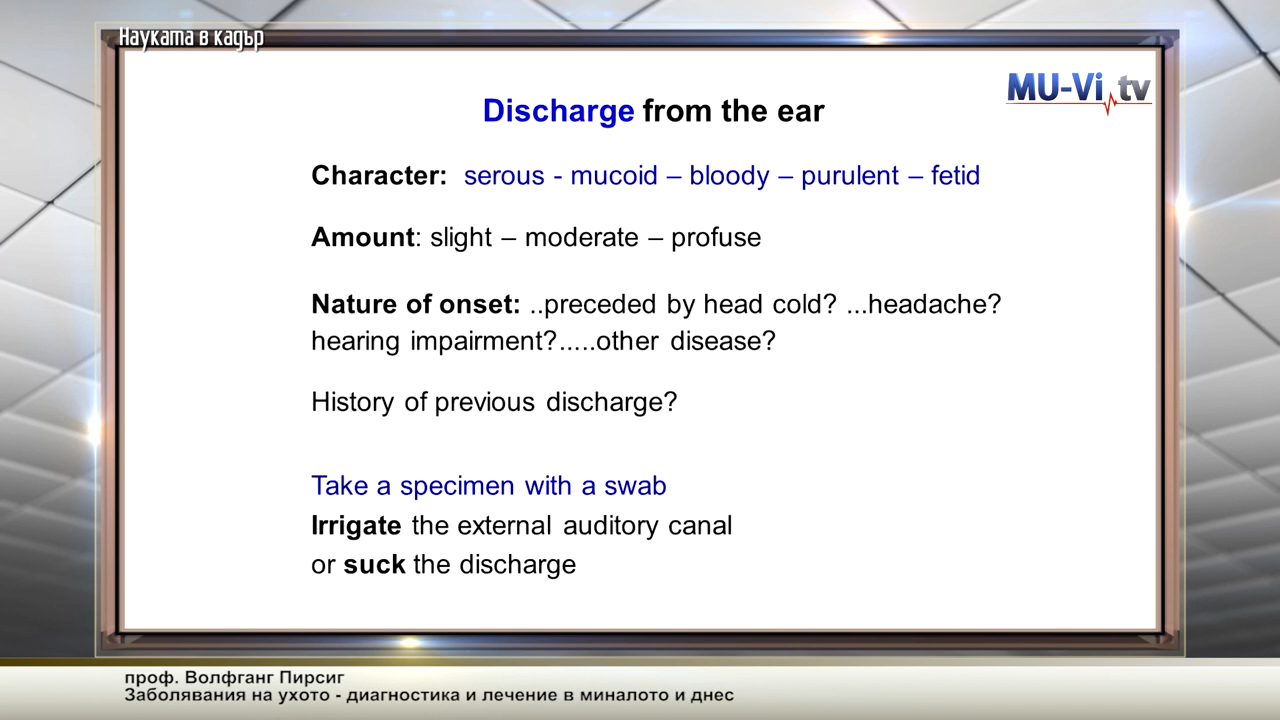 Науката в кадър
MU-Vi.tv
Discharge from the ear
Character: serous - mucoid – bloody – purulent – fetid
Amount: slight – moderate – profuse
Nature of onset: ..preceded by head cold? ...headache?
hearing impairment?.....other disease?
History of previous discharge?
Take a specimen with a swab
Irrigate the external auditory canal
or suck the discharge
проф. Волфганг Пирсиг
Заболявания на ухото - диагностика и лечение в миналото и днес